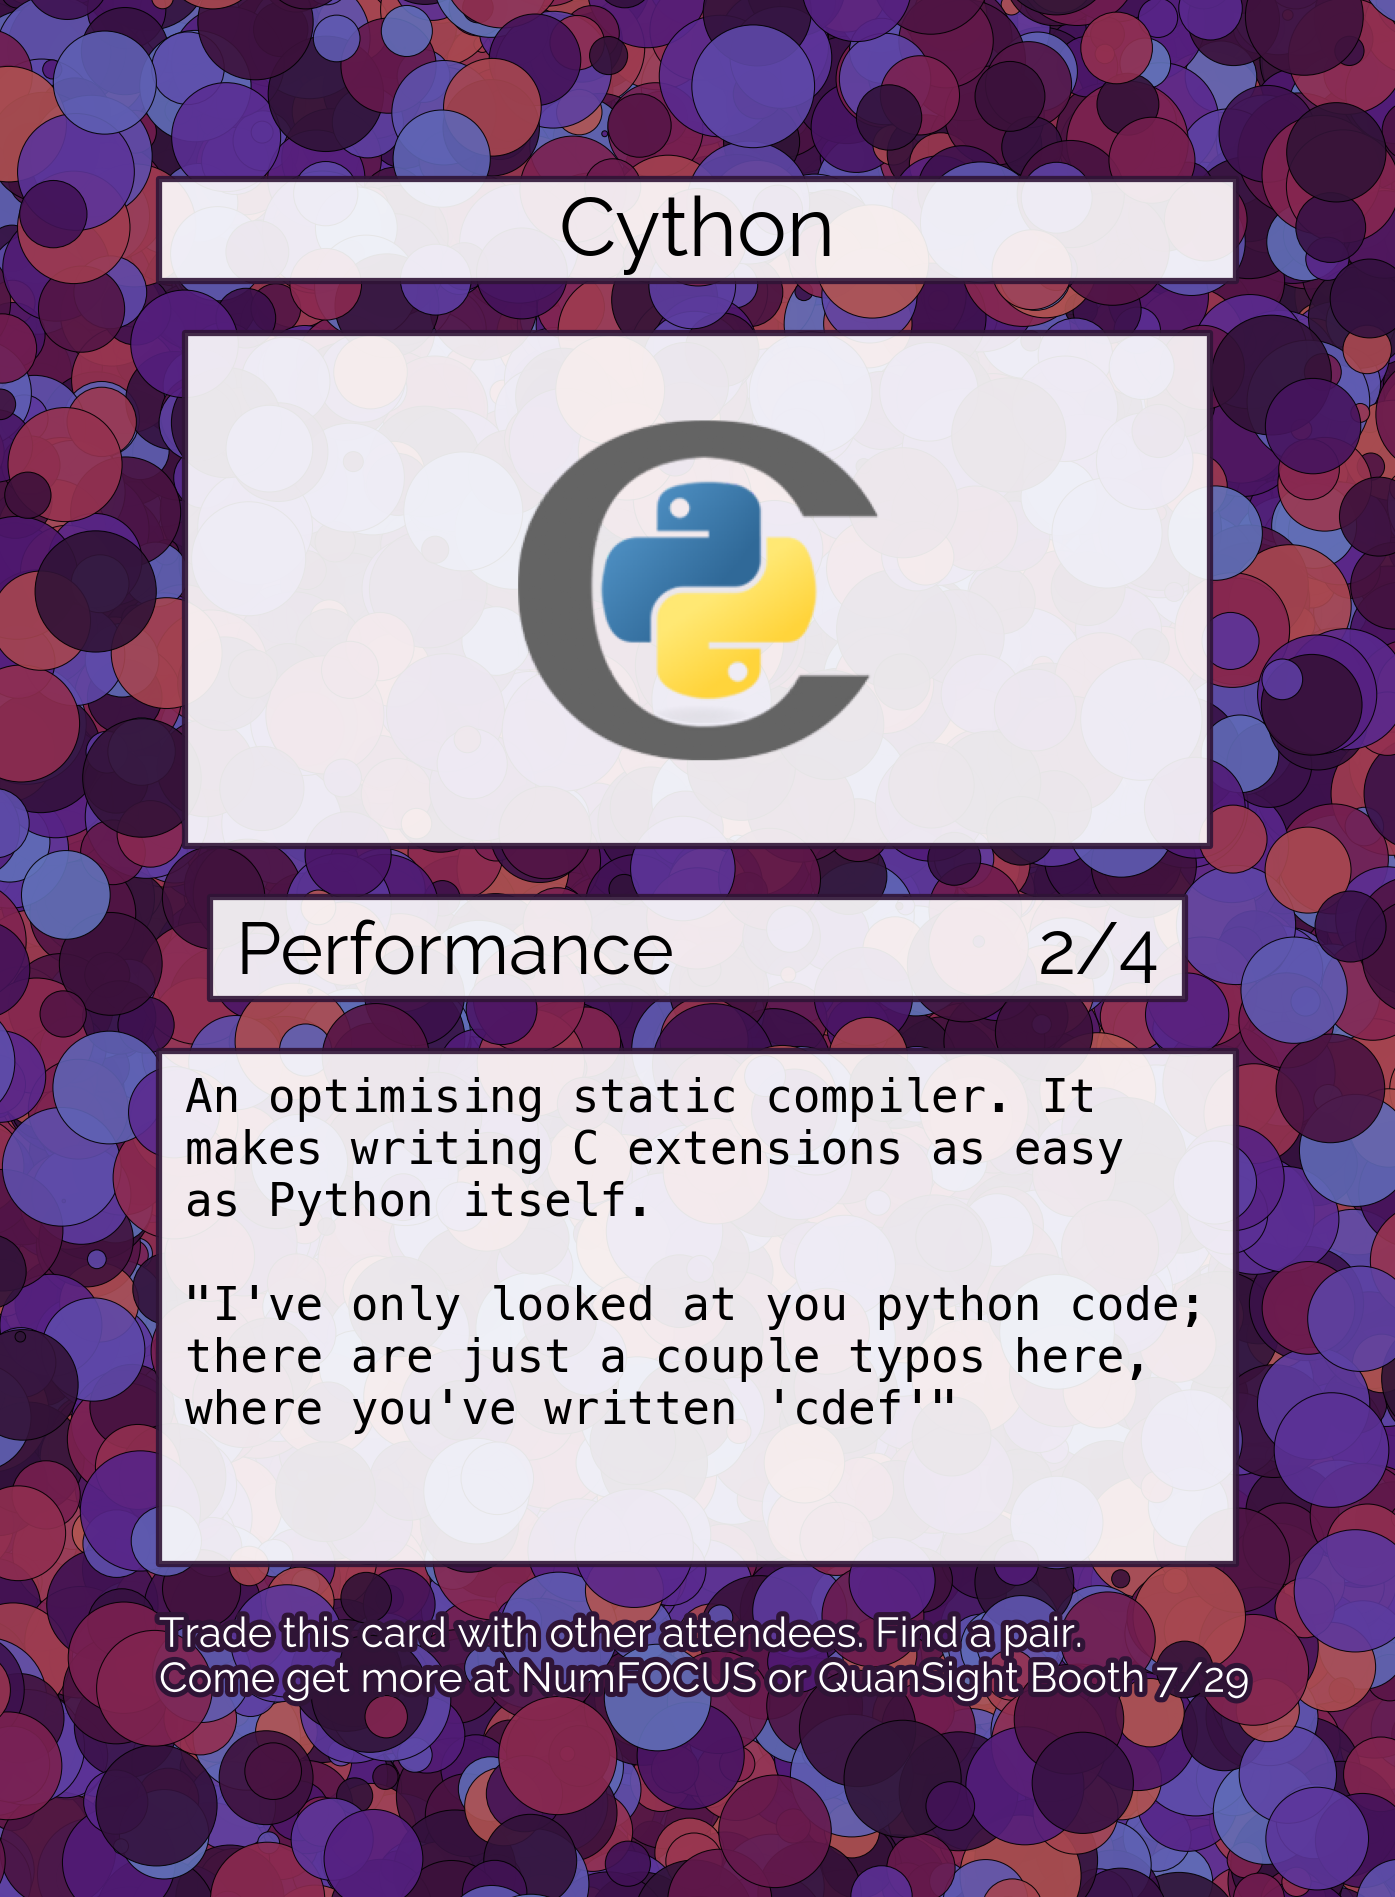 Cython
C
Performance 2/4
An optimising static compiler. It
makes writing C extensions as easy
as Python itself.
"I've only looked at you python code;
there are just a couple typos here,
where you've written 'cdef'"
Trade this card with other attendees. Find a pair.
Come get more at NumFOCUS or QuanSight Booth 7/29